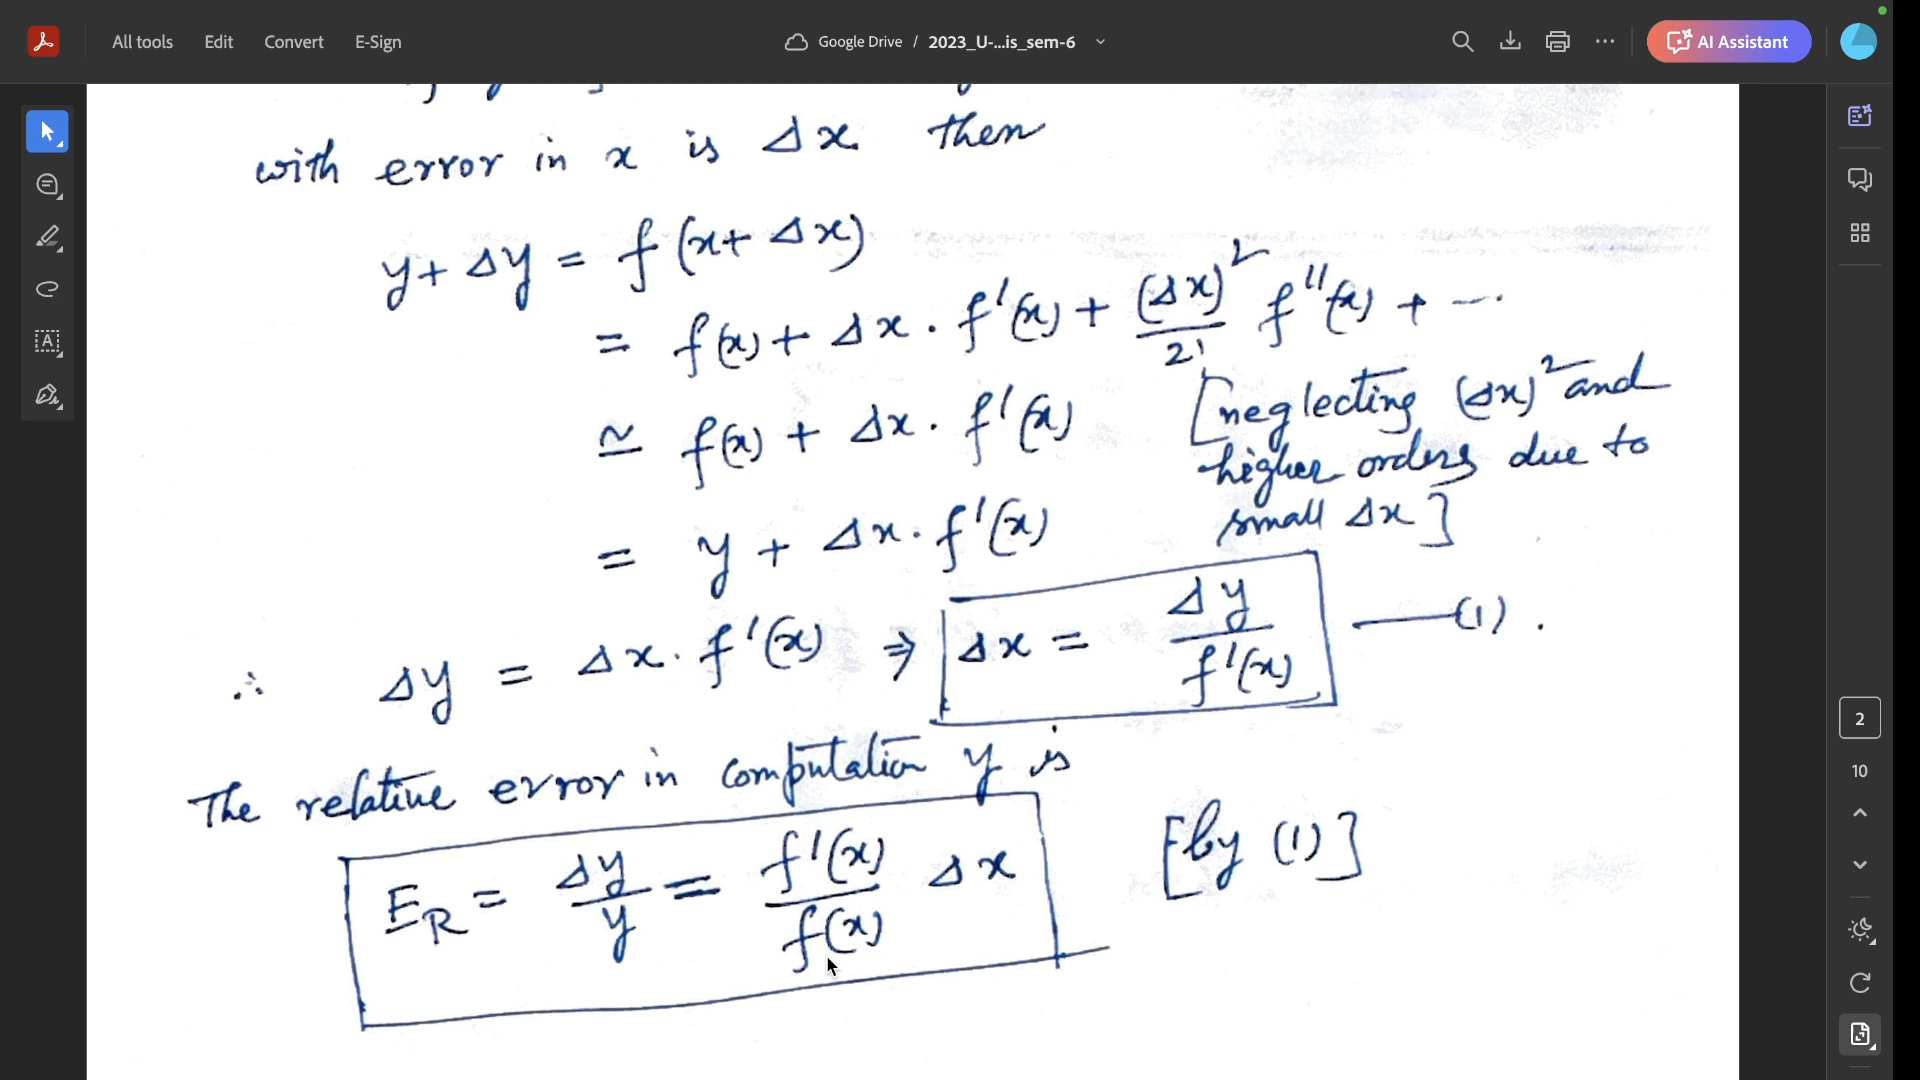 All tools Edit Convert E-Sign Google Drive / 2023_U-...is_sem-6 AI Assistant
with error in x is Δx then
y + Δy = f(x + Δx)
= f(x) + Δx · f'(x) + (Δx)²/2! f''(x) + ---
≃ f(x) + Δx · f'(x) [neglecting (Δx)² and
higher orders due to
small Δx]
= y + Δx · f'(x)
∴ Δy = Δx · f'(x) ⇒ Δx = Δy/f'(x) —(1).
The relative error in computation y is
E_R = Δy/y = f'(x)/f(x) Δx [by (1)]
2
10